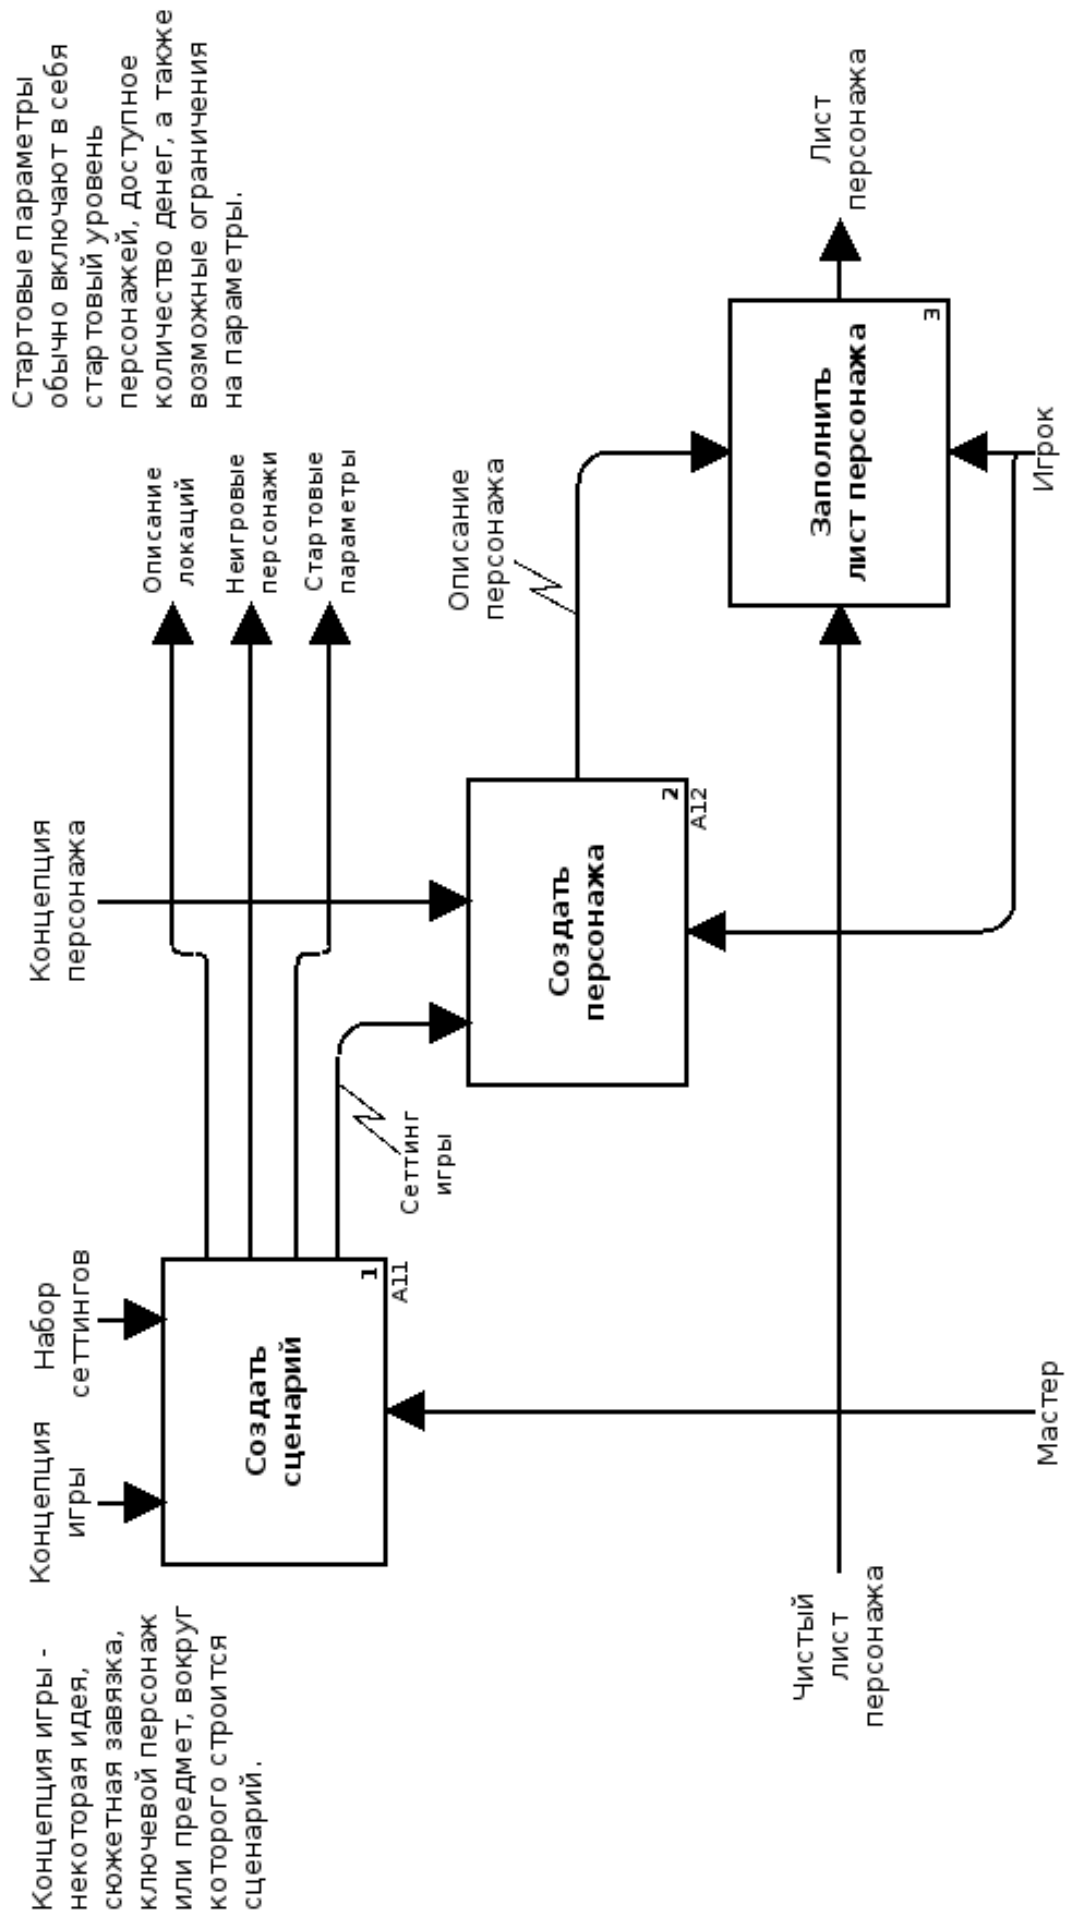 Концепция игры -
некоторая идея,
сюжетная завязка,
ключевой персонаж
или предмет, вокруг
которого строится
сценарий.
Концепция
игры
Набор
сеттингов
Концепция
персонажа
Стартовые параметры
обычно включают в себя
стартовый уровень
персонажей, доступное
количество денег, а также
возможные ограничения
на параметры.
Описание
локаций
Неигровые
персонажи
Стартовые
параметры
Создать
сценарий
1
A11
Сеттинг
игры
Описание
персонажа
Создать
персонажа
2
A12
Чистый
лист
персонажа
Заполнить
лист персонажа
3
Лист
персонажа
Мастер
Игрок